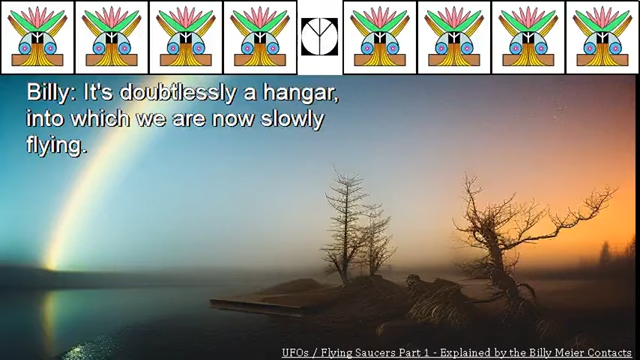 Billy: It's doubtlessly a hangar,
into which we are now slowly
flying.
UFOs / Flying Saucers Part 1 - Explained by the Billy Meier Contacts